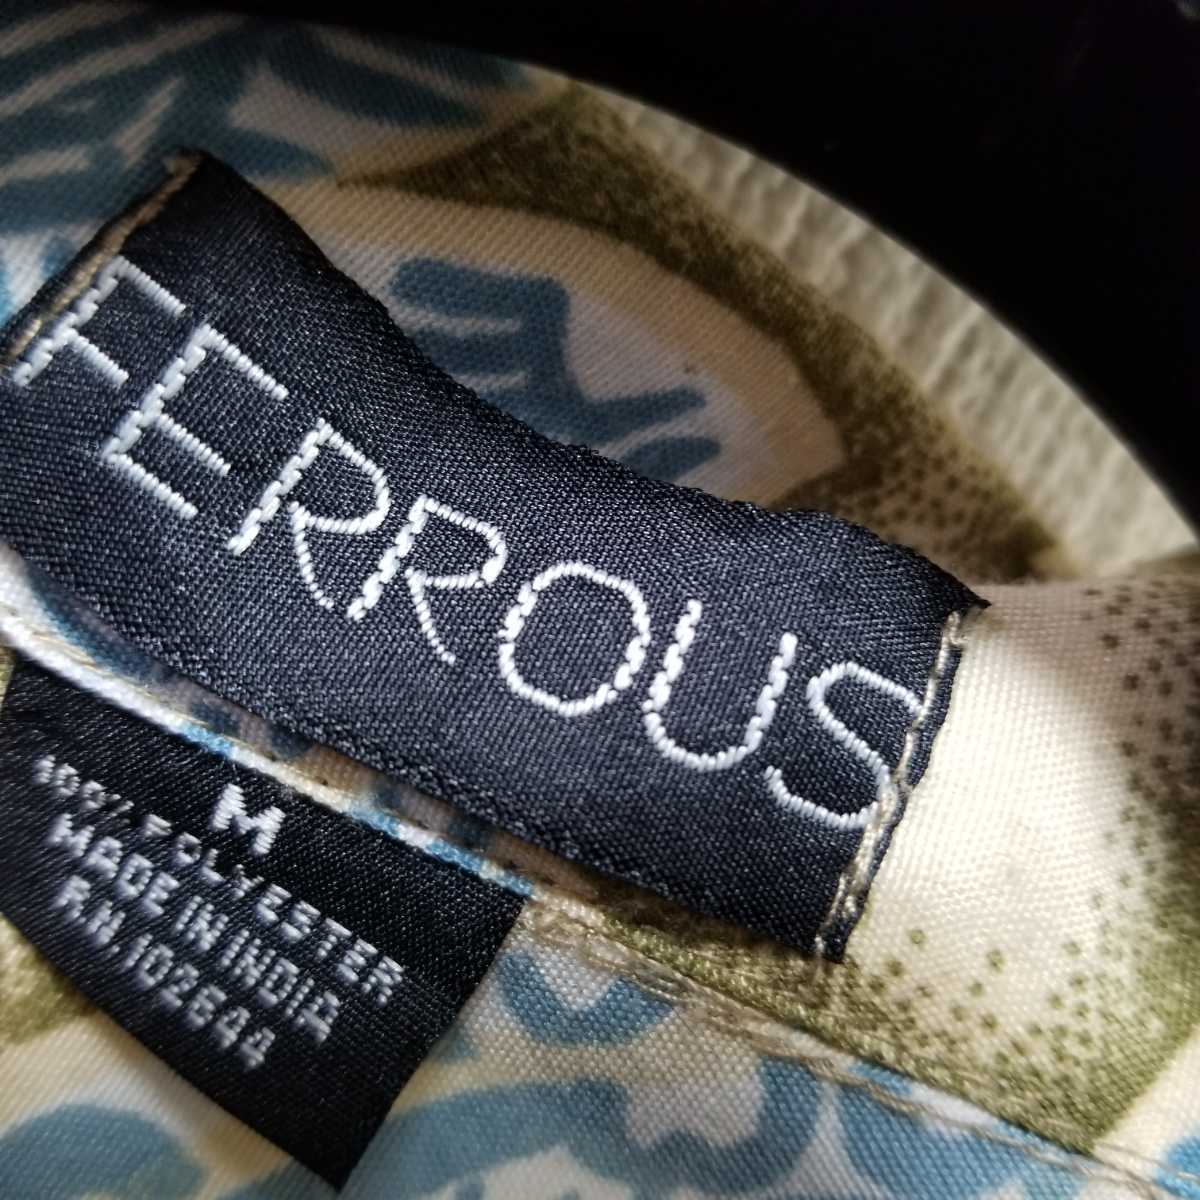 FERROUS
M
100% POLYESTER
MADE IN INDIA
RN 102644